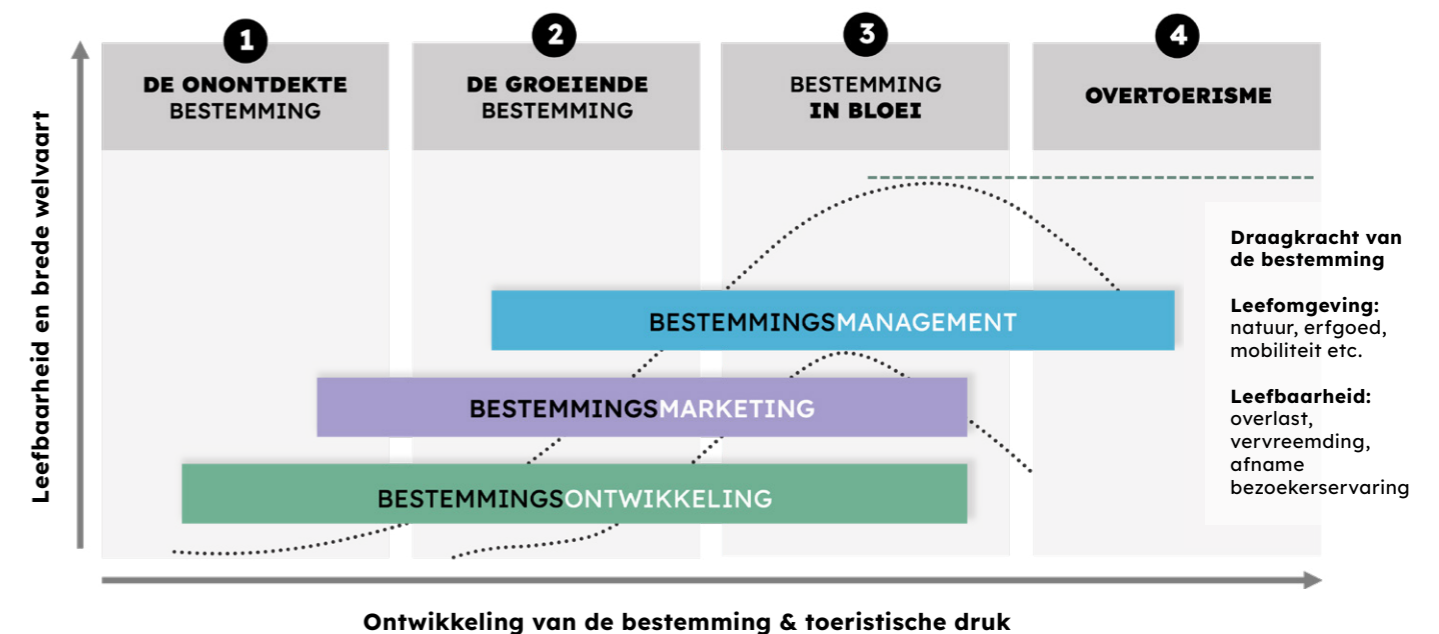 1
DE ONONTDEKTE
BESTEMMING
2
DE GROEIENDE
BESTEMMING
3
BESTEMMING
IN BLOEI
4
OVERTOERISME
Leefbaarheid en brede welvaart
BESTEMMINGSMANAGEMENT
BESTEMMINGSMARKETING
BESTEMMINGSONTWIKKELING
Draagkracht van
de bestemming
Leefomgeving:
natuur, erfgoed,
mobiliteit etc.
Leefbaarheid:
overlast,
vervreemding,
afname
bezoekerservaring
Ontwikkeling van de bestemming & toeristische druk